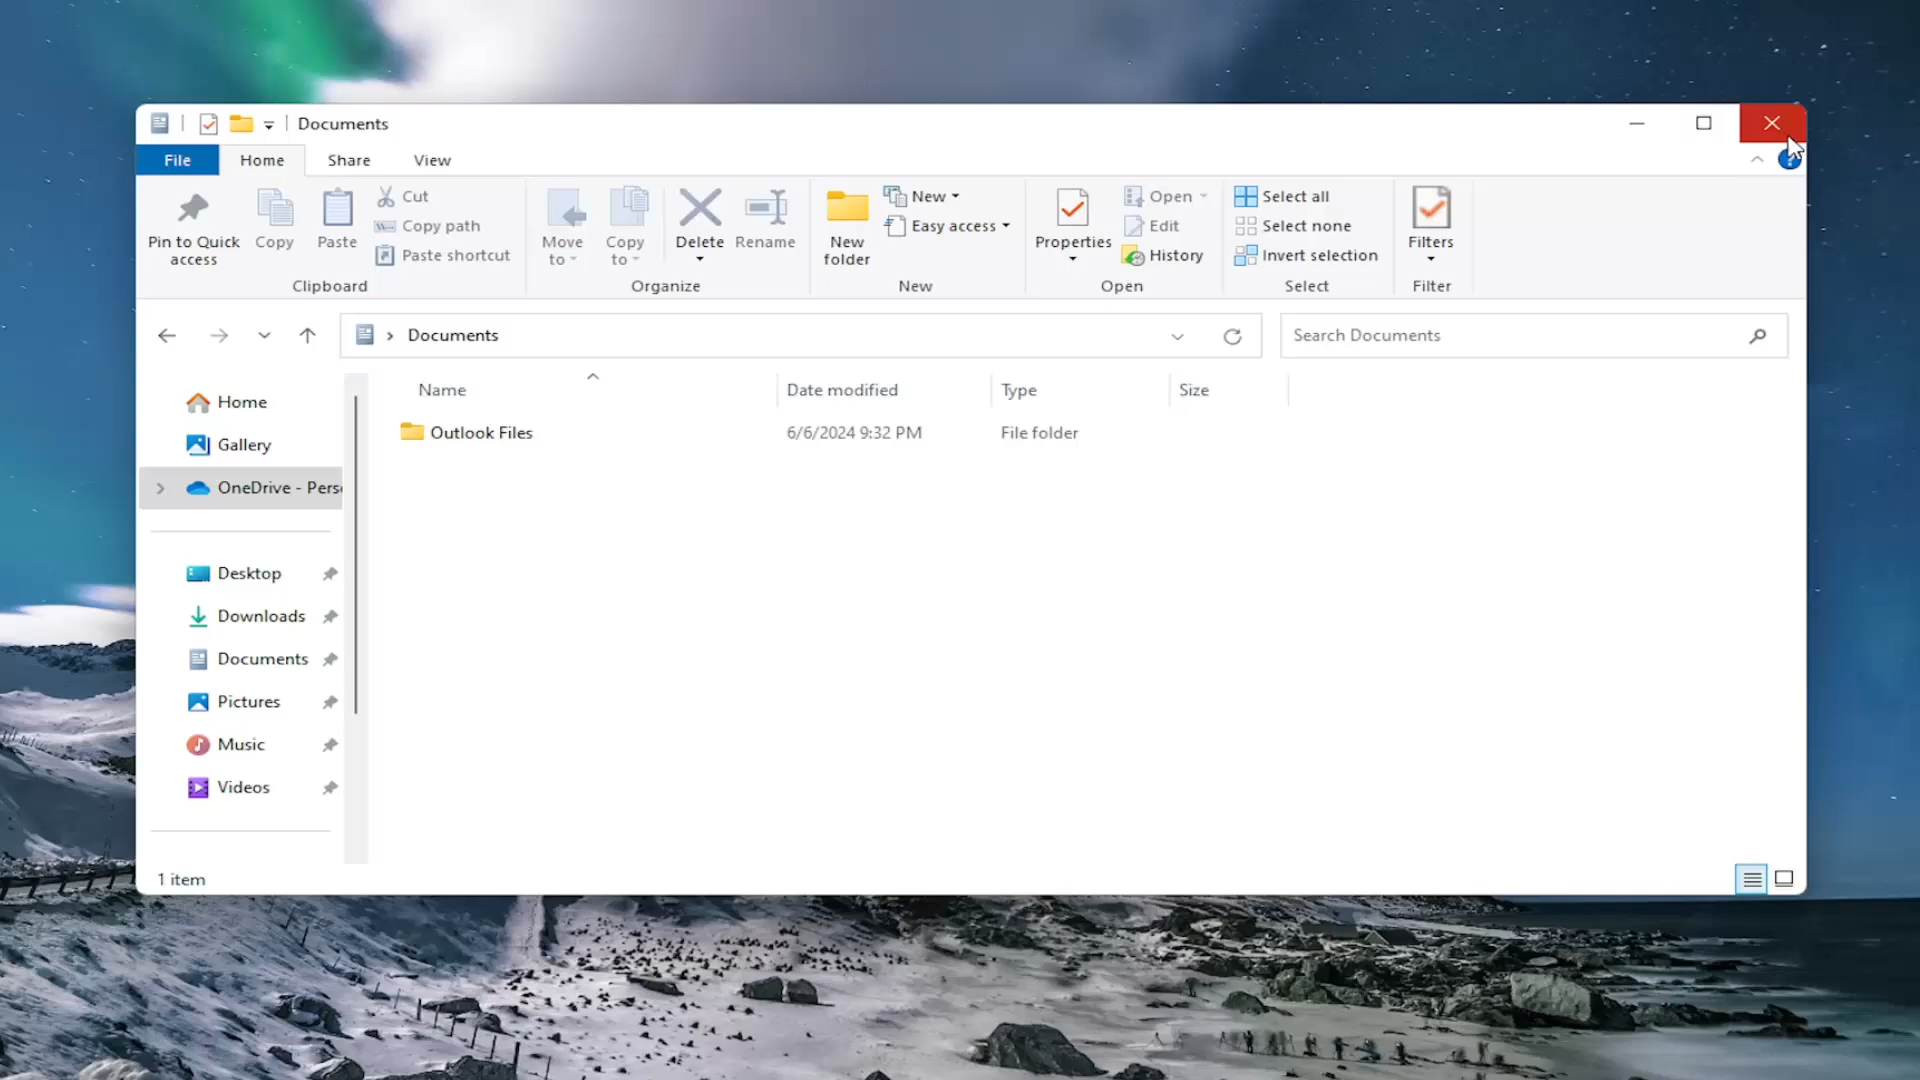 Documents
File Home Share View
Pin to Quick access
Copy
Paste
Cut
Copy path
Paste shortcut
Clipboard
Move to
Copy to
Delete
Rename
Organize
New folder
New
Easy access
New
Properties
Open
Edit
History
Open
Select all
Select none
Invert selection
Select
Filters
Filter
Documents
Search Documents
Home
Gallery
OneDrive - Pers
Desktop
Downloads
Documents
Pictures
Music
Videos
Name Date modified Type Size
Outlook Files 6/6/2024 9:32 PM File folder
1 item